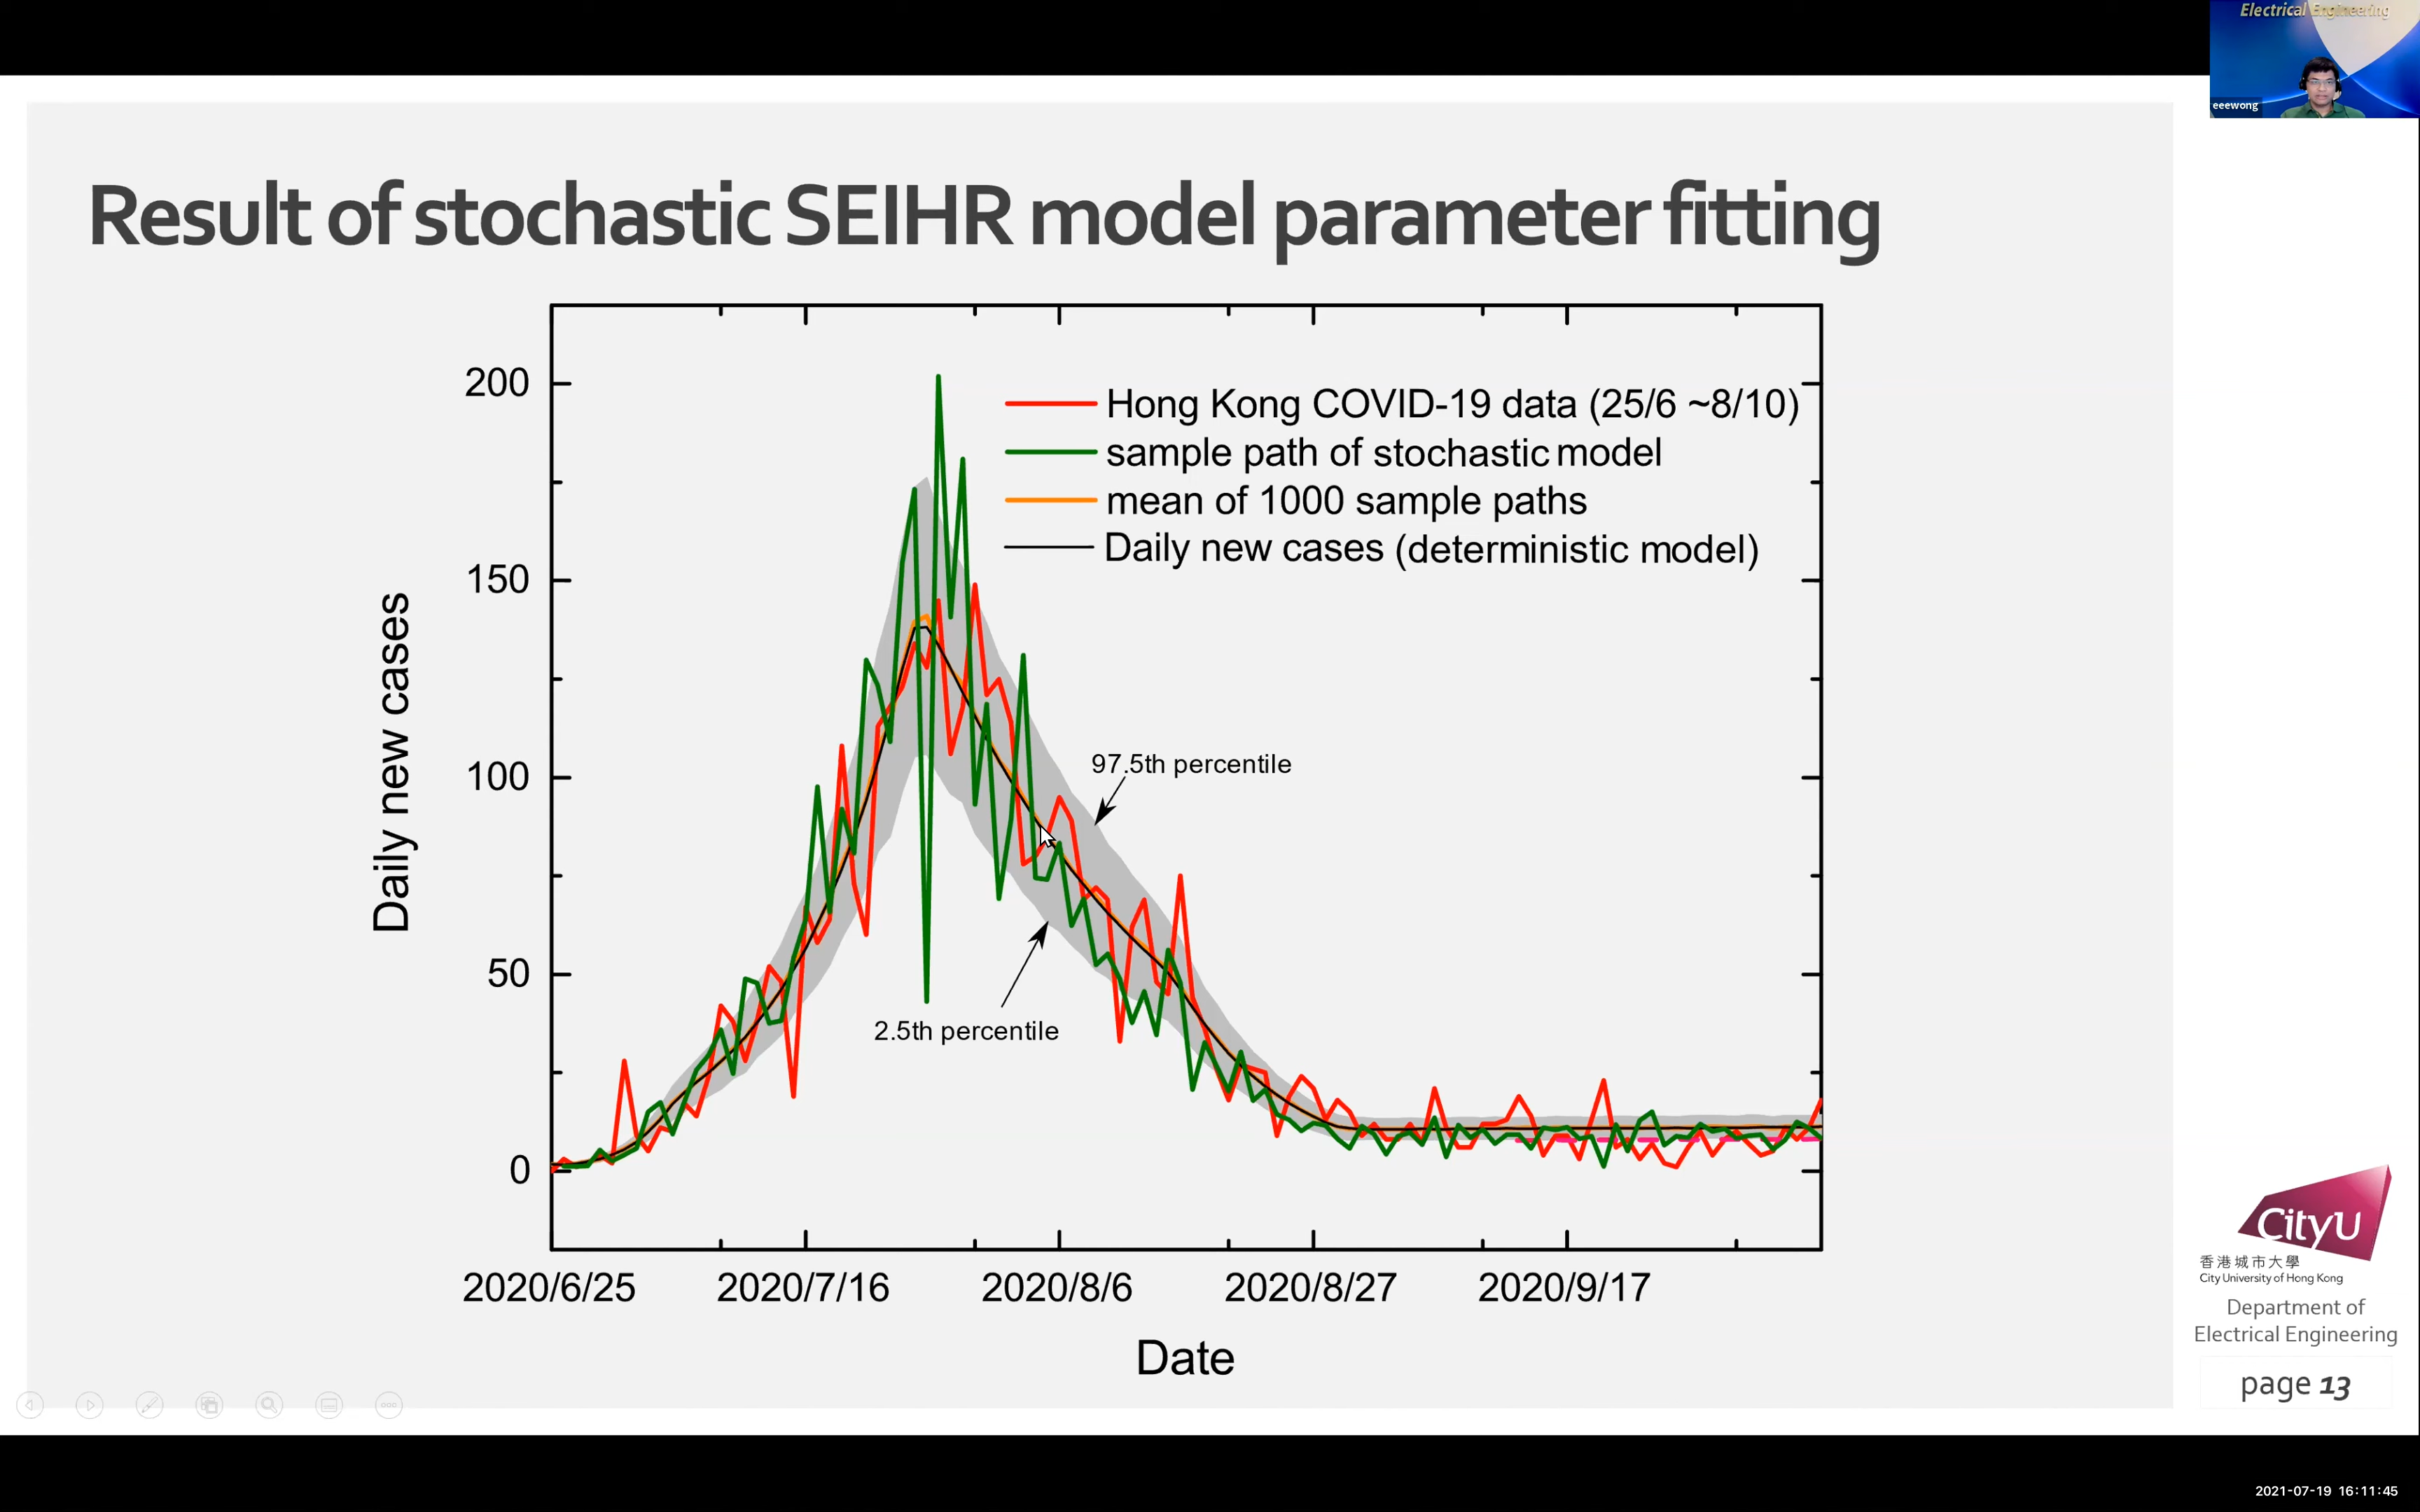 Electrical Engineering
eeewong
Result of stochastic SEIHR model parameter fitting
Hong Kong COVID-19 data (25/6 ~8/10)
sample path of stochastic model
mean of 1000 sample paths
Daily new cases (deterministic model)
200
150
100
50
0
Daily new cases
97.5th percentile
2.5th percentile
2020/6/25 2020/7/16 2020/8/6 2020/8/27 2020/9/17
Date
CityU
香港城市大學
City University of Hong Kong
Department of
Electrical Engineering
page 13
2021-07-19 16:11:45